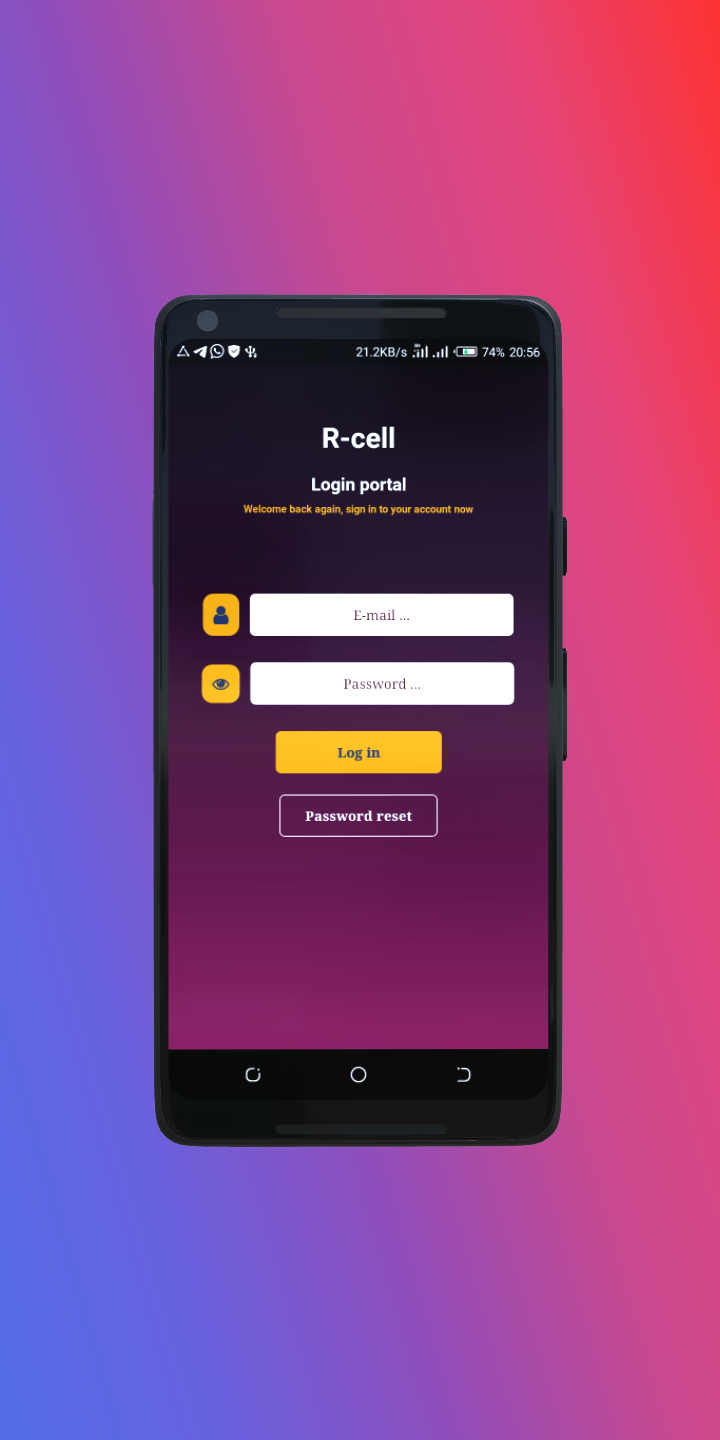 21.2KB/s 74% 20:56
R-cell
Login portal
Welcome back again, sign in to your account now
E-mail ...
Password ...
Log in
Password reset